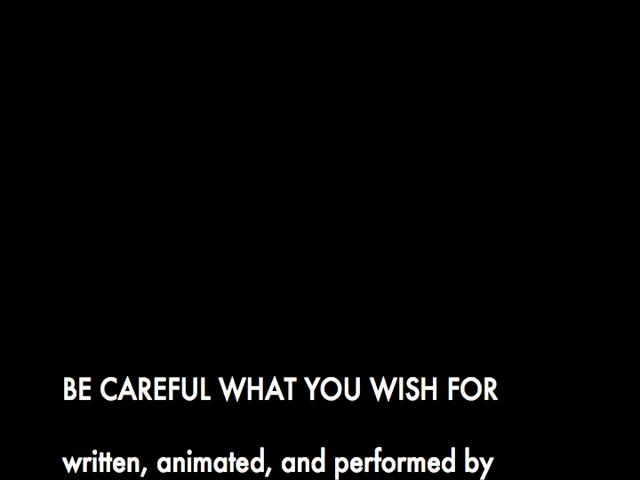 BE CAREFUL WHAT YOU WISH FOR
written, animated, and performed by